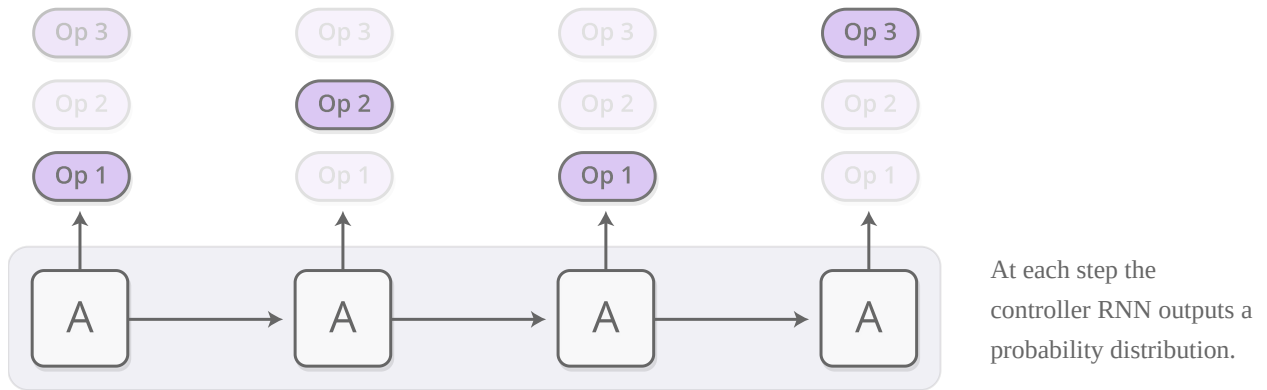 Op 3 Op 3 Op 3 Op 3
Op 2 Op 2 Op 2 Op 2
Op 1 Op 1 Op 1 Op 1
A A A A
At each step the
controller RNN outputs a
probability distribution.